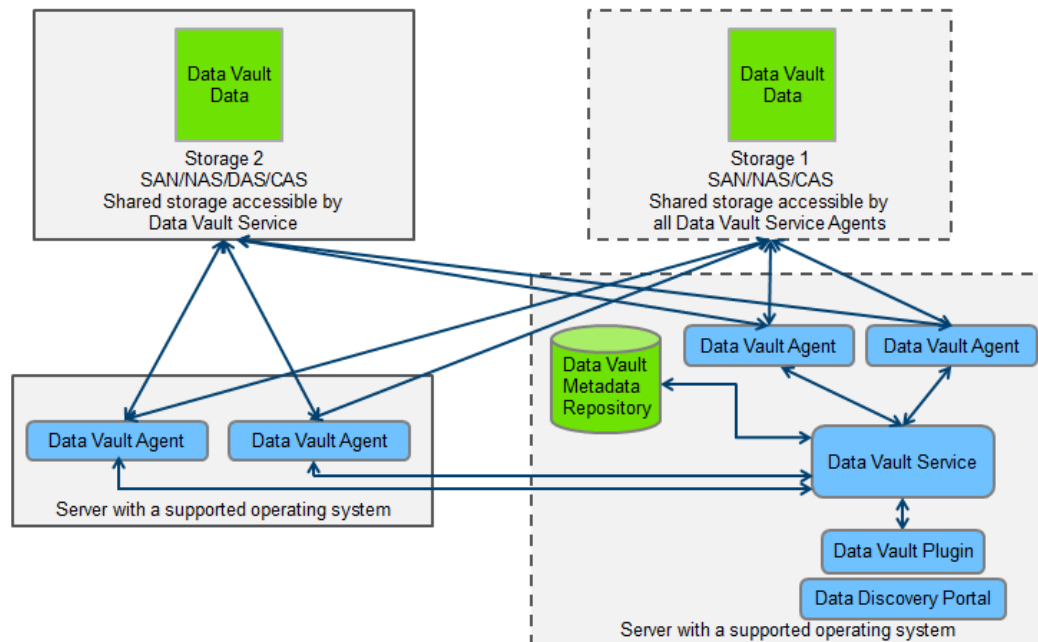 Data Vault
Data
Storage 2
SAN/NAS/DAS/CAS
Shared storage accessible by
Data Vault Service
Data Vault
Data
Storage 1
SAN/NAS/CAS
Shared storage accessible by
all Data Vault Service Agents
Data Vault Agent
Data Vault Agent
Server with a supported operating system
Data Vault
Metadata
Repository
Data Vault Agent
Data Vault Agent
Data Vault Service
Data Vault Plugin
Data Discovery Portal
Server with a supported operating system